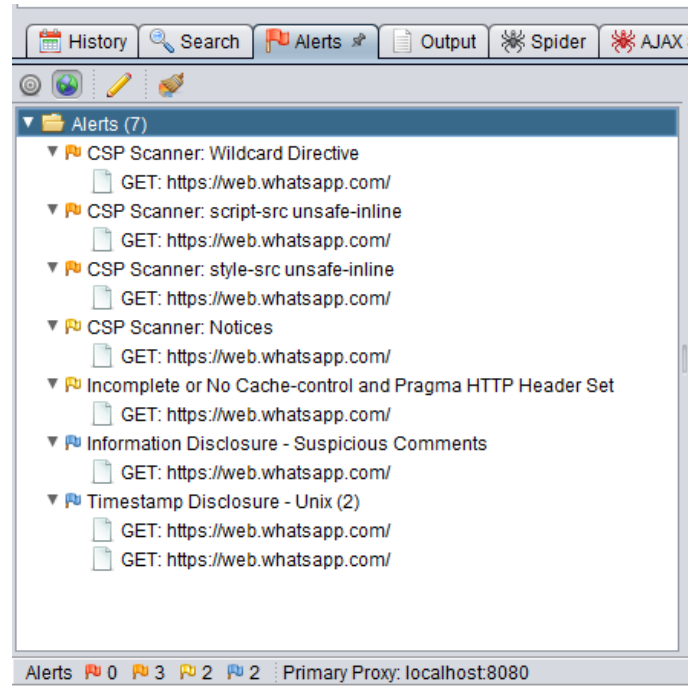 History Search Alerts Output Spider AJAX
Alerts (7)
CSP Scanner: Wildcard Directive
GET: https://web.whatsapp.com/
CSP Scanner: script-src unsafe-inline
GET: https://web.whatsapp.com/
CSP Scanner: style-src unsafe-inline
GET: https://web.whatsapp.com/
CSP Scanner: Notices
GET: https://web.whatsapp.com/
Incomplete or No Cache-control and Pragma HTTP Header Set
GET: https://web.whatsapp.com/
Information Disclosure - Suspicious Comments
GET: https://web.whatsapp.com/
Timestamp Disclosure - Unix (2)
GET: https://web.whatsapp.com/
GET: https://web.whatsapp.com/
Alerts 0 3 2 2 Primary Proxy: localhost:8080